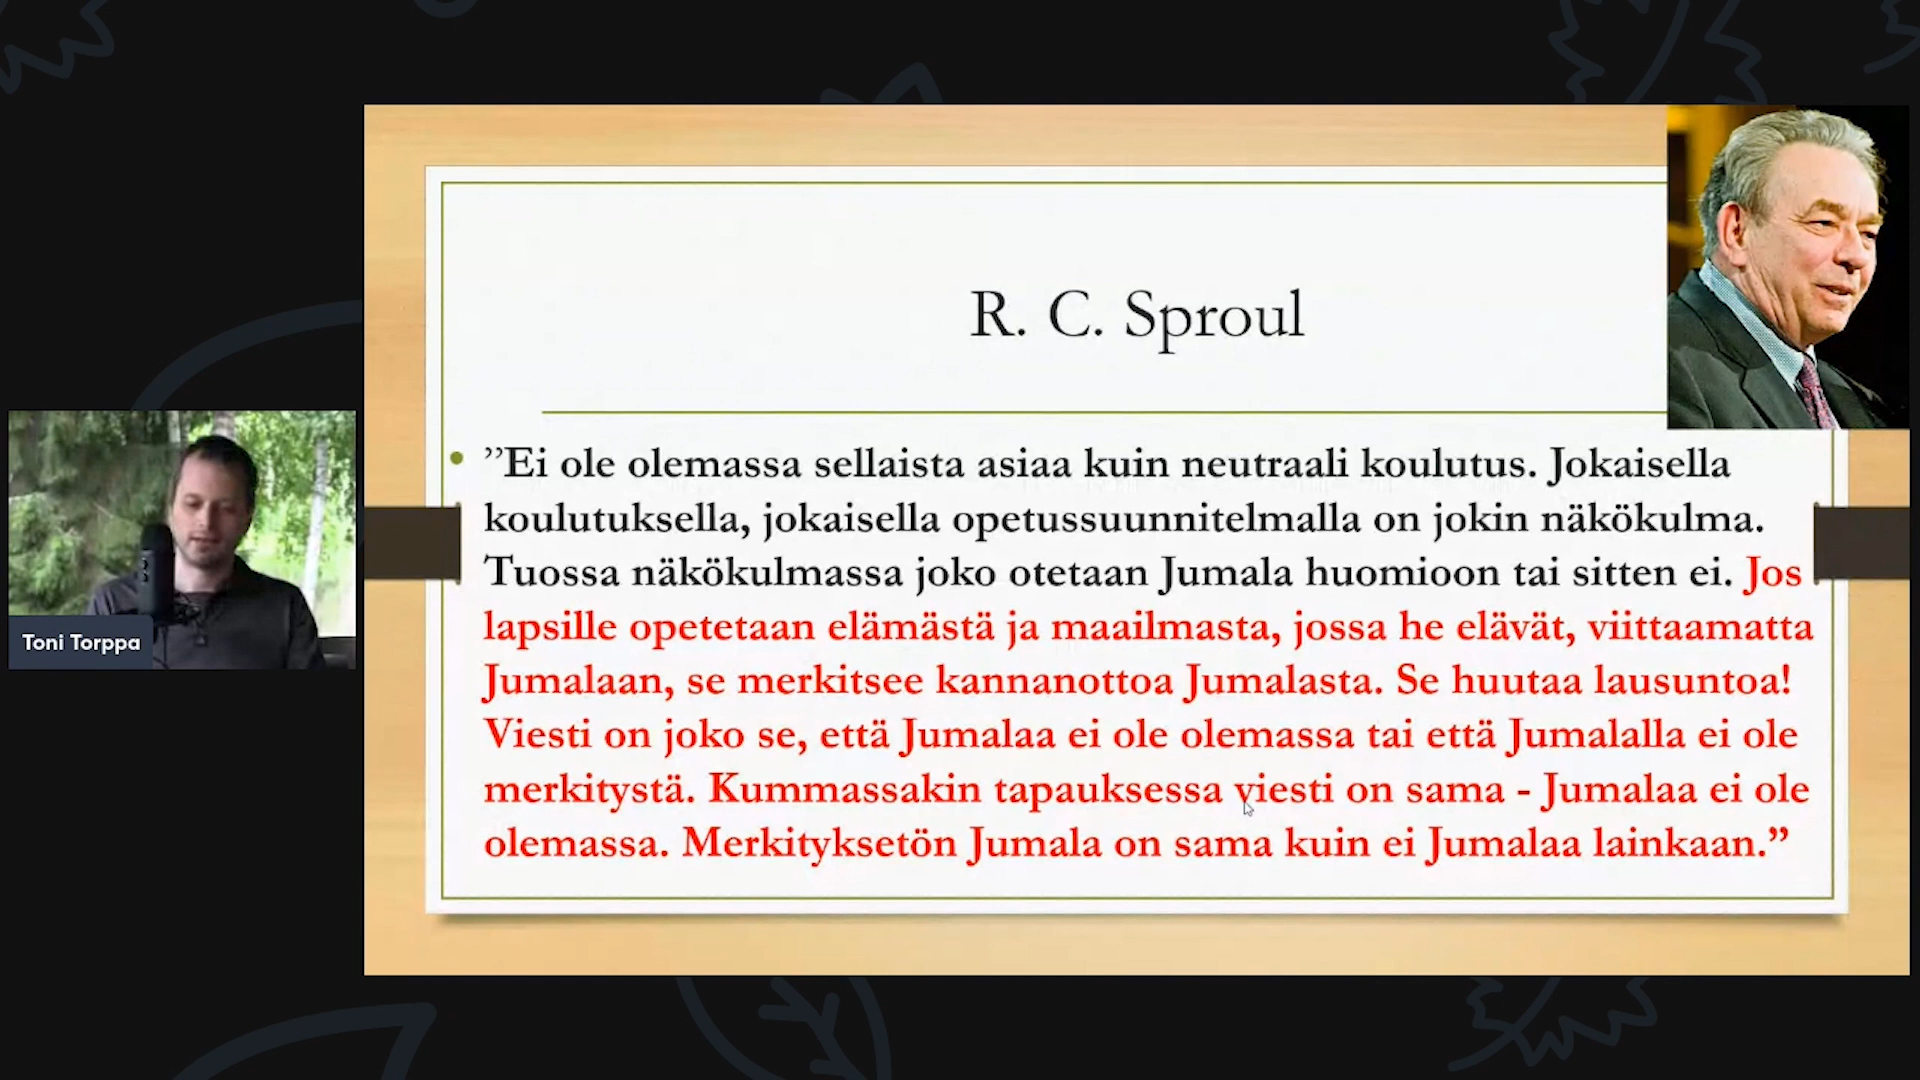 R. C. Sproul
”Ei ole olemassa sellaista asiaa kuin neutraali koulutus. Jokaisella
koulutuksella, jokaisella opetussuunnitelmalla on jokin näkökulma.
Tuossa näkökulmassa joko otetaan Jumala huomioon tai sitten ei. Jos
lapsille opetetaan elämästä ja maailmasta, jossa he elävät, viittaamatta
Jumalaan, se merkitsee kannanottoa Jumalasta. Se huutaa lausuntoa!
Viesti on joko se, että Jumalaa ei ole olemassa tai että Jumalalla ei ole
merkitystä. Kummassakin tapauksessa viesti on sama - Jumalaa ei ole
olemassa. Merkityksetön Jumala on sama kuin ei Jumalaa lainkaan.”
Toni Torppa